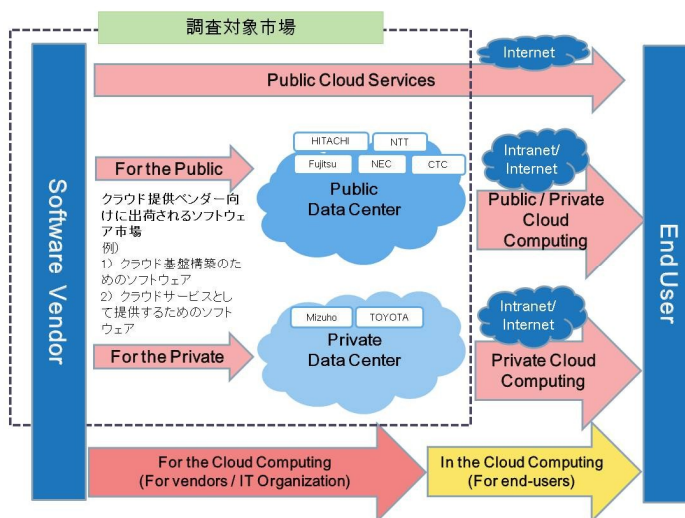 調査対象市場
Internet
Public Cloud Services
Software Vendor
End User
HITACHI
NTT
Fujitsu
NEC
CTC
For the Public
Public
Data Center
Intranet/
Internet
Public / Private
Cloud
Computing
クラウド提供ベンダー向
けに出荷されるソフトウェ
ア市場
例)
1) クラウド基盤構築のた
めのソフトウェア
2) クラウドサービスとし
て提供するためのソフト
ウェア
Mizuho
TOYOTA
For the Private
Private
Data Center
Intranet/
Internet
Private Cloud
Computing
For the Cloud Computing
(For vendors / IT Organization)
In the Cloud Computing
(For end-users)